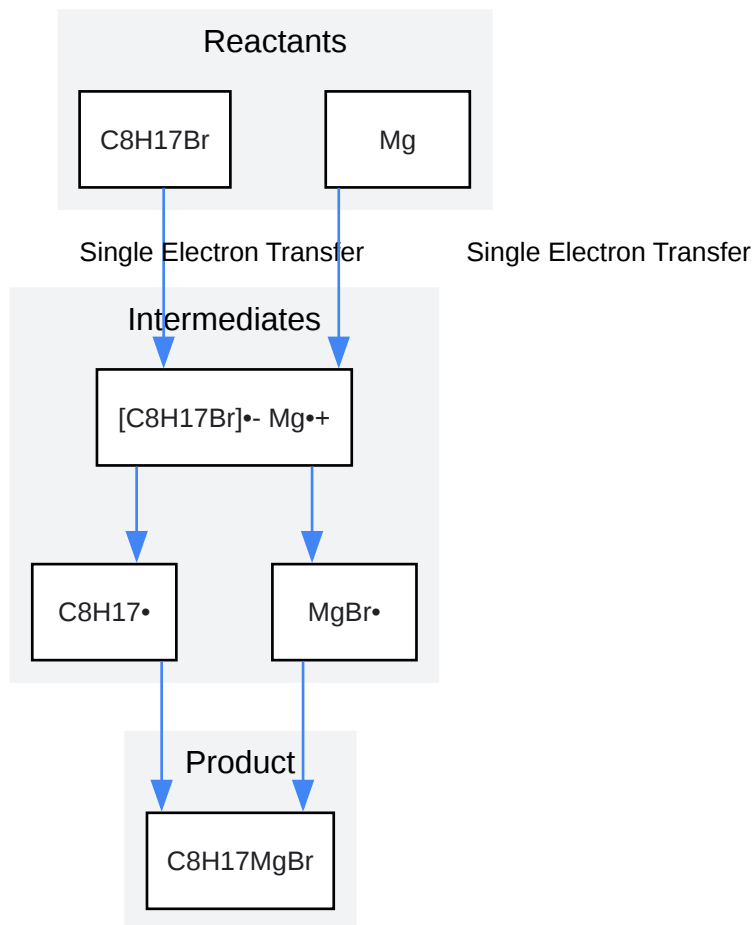 Reactants
C8H17Br
Mg
Single Electron Transfer
Single Electron Transfer
Intermediates
[C8H17Br]•- Mg•+
C8H17•
MgBr•
Product
C8H17MgBr